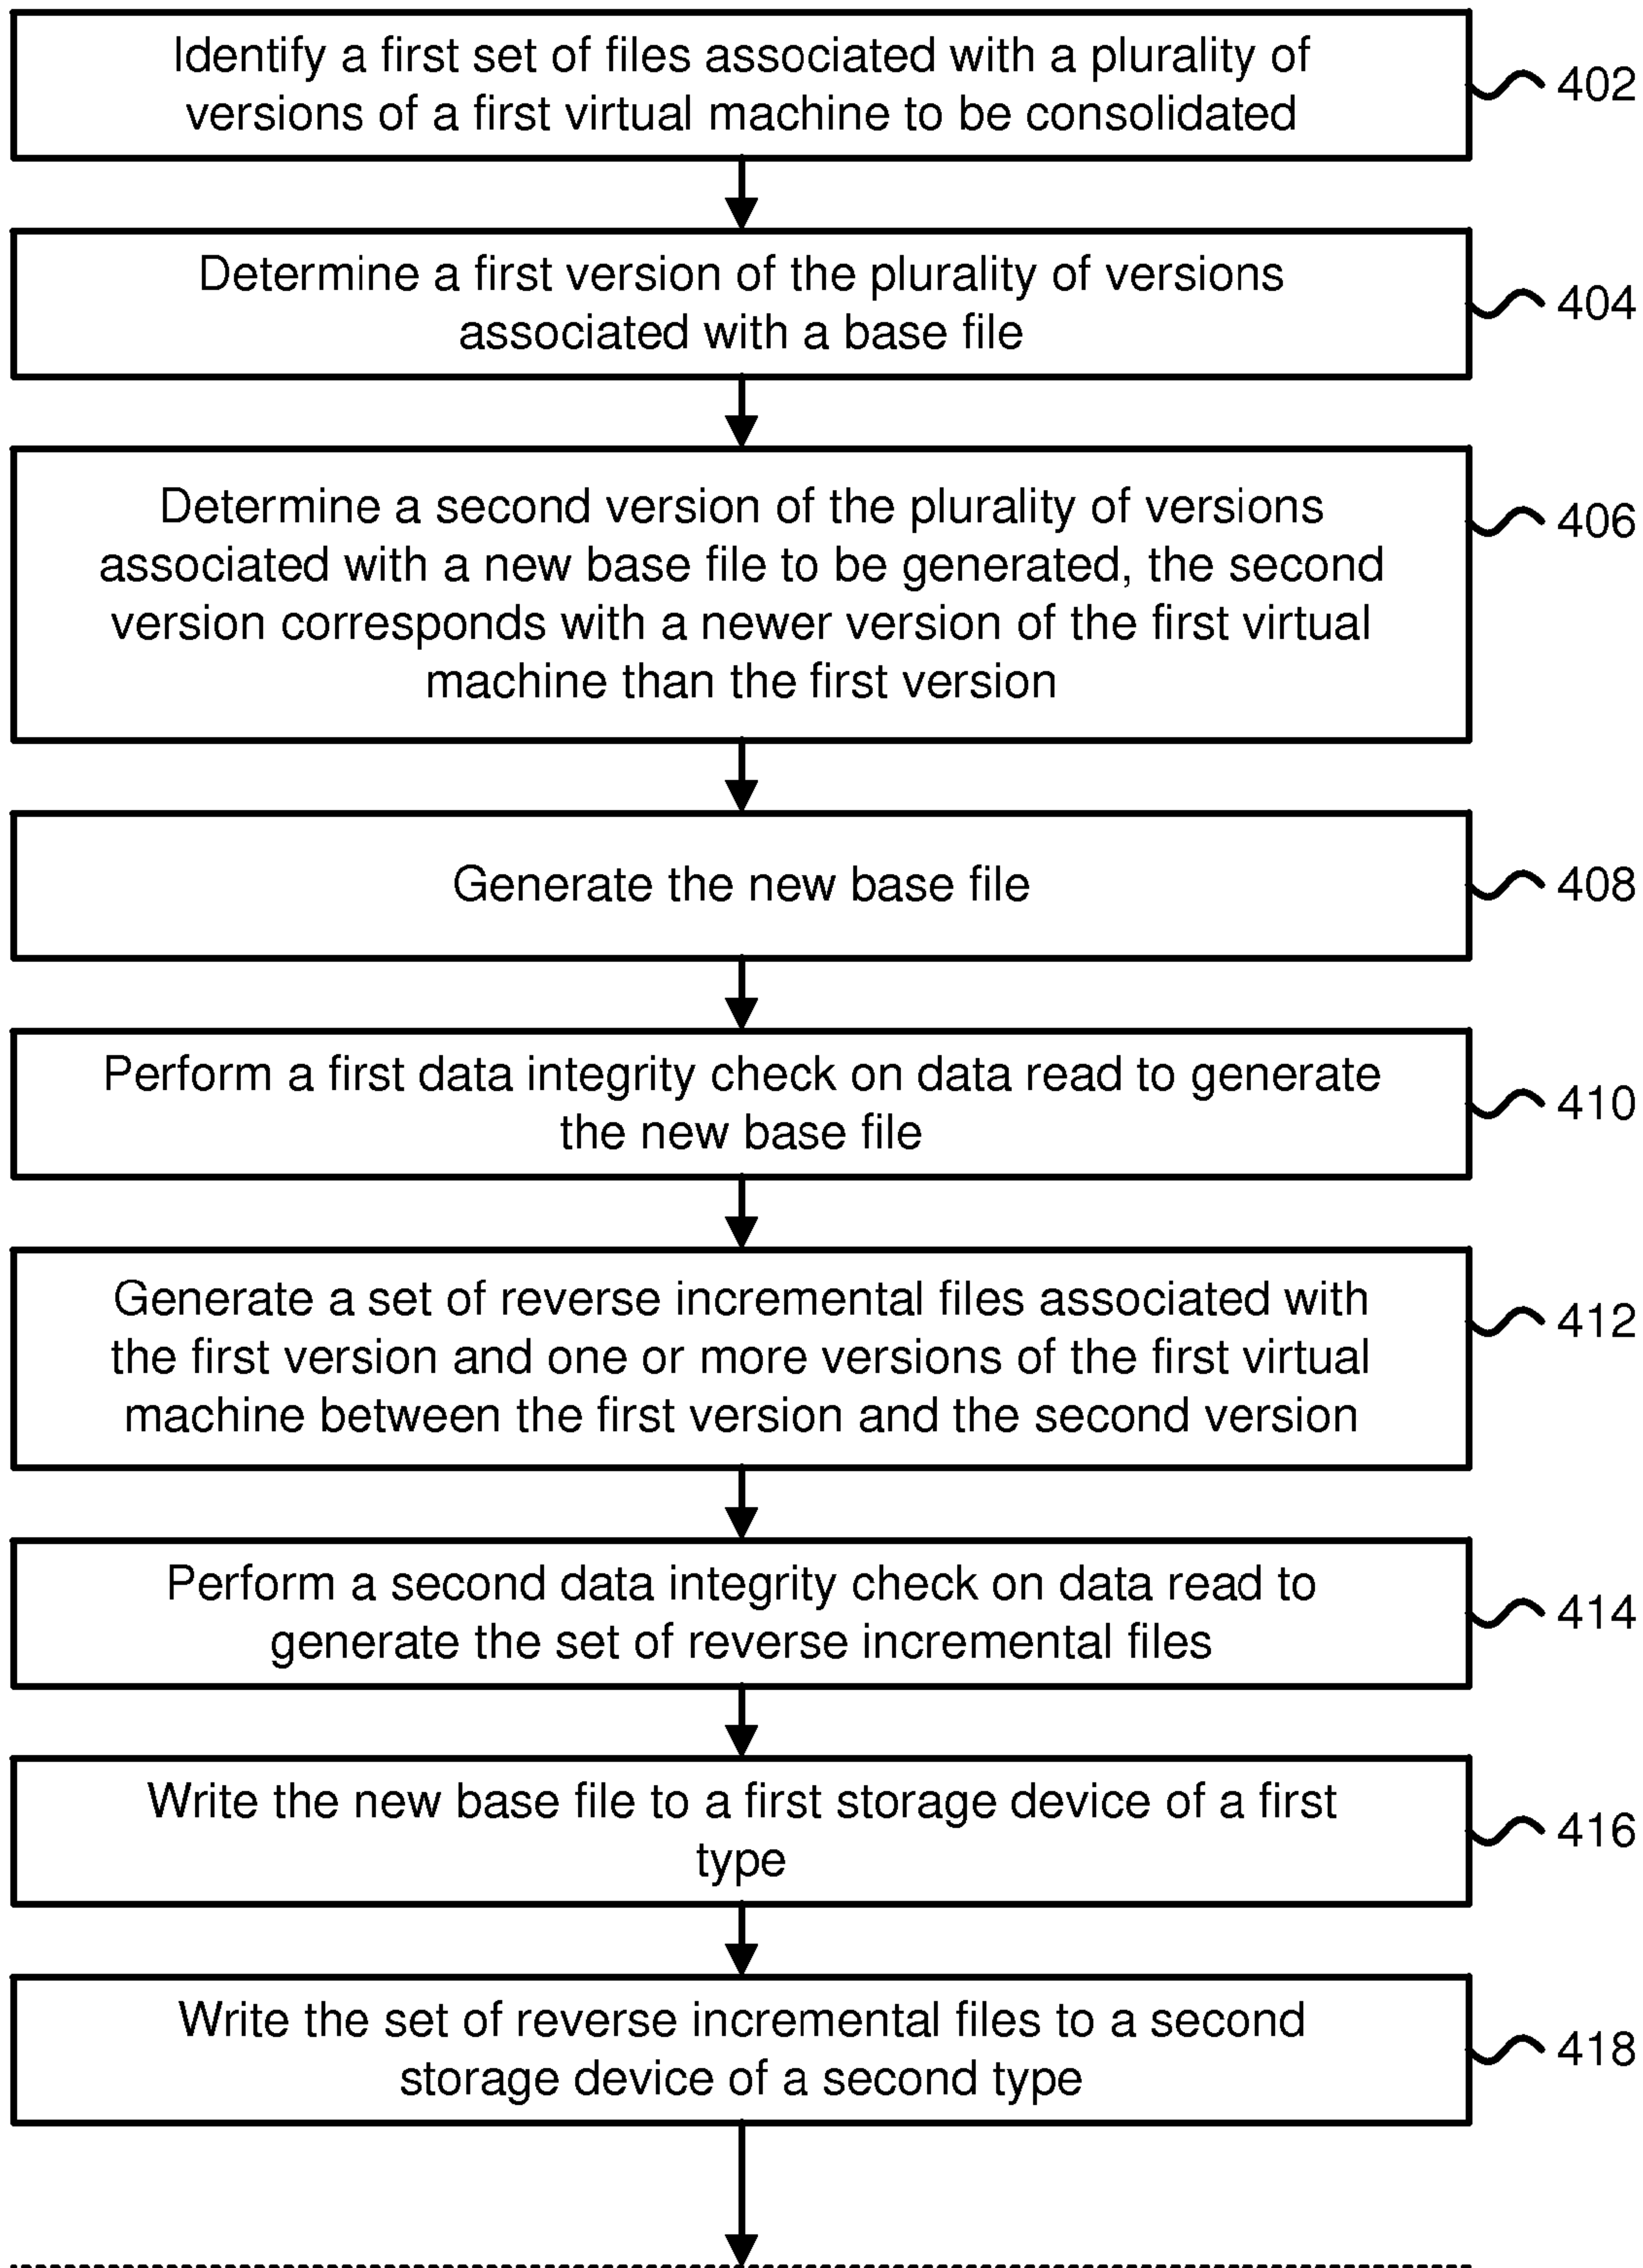 Identify a first set of files associated with a plurality of
versions of a first virtual machine to be consolidated
402
Determine a first version of the plurality of versions
associated with a base file
404
Determine a second version of the plurality of versions
associated with a new base file to be generated, the second
version corresponds with a newer version of the first virtual
machine than the first version
406
Generate the new base file
408
Perform a first data integrity check on data read to generate
the new base file
410
Generate a set of reverse incremental files associated with
the first version and one or more versions of the first virtual
machine between the first version and the second version
412
Perform a second data integrity check on data read to
generate the set of reverse incremental files
414
Write the new base file to a first storage device of a first
type
416
Write the set of reverse incremental files to a second
storage device of a second type
418